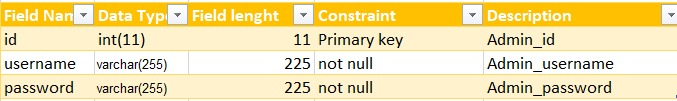 Field Nam Data Typ Field lenght Constraint Description
id int(11) 11 Primary key Admin_id
username varchar(255) 225 not null Admin_username
password varchar(255) 225 not null Admin_password